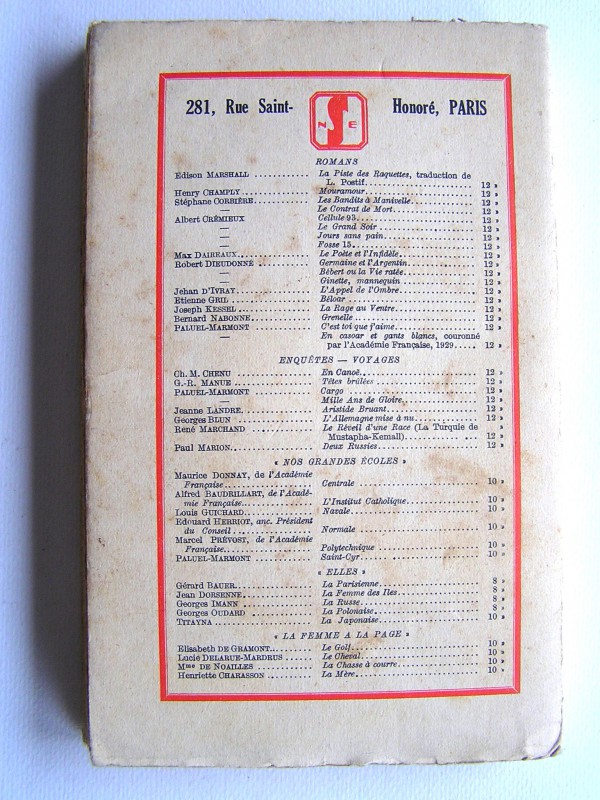 281, Rue Saint- NSE Honoré, PARIS
ROMANS
Edison MARSHALL ............ La Piste des Raquettes, traduction de
L. Postif............................ 12 »
Henry CHAMPLY ............. Mouramour............................ 12 »
Stéphane CORBIÈRE........... Les Bandits à Manivelle............... 12 »
— Le Contrat de Mort.................... 12 »
Albert CRÉMIEUX Cellule 93............................. 12 »
— Le Grand Soir ......................... 12 »
— Jours sans pain........................ 12 »
— Fosse 15............................... 12 »
Max DAIREAUX............... Le Poète et l'Infidèle................. 12 »
Robert DIEUDONNÉ ........... Germaine et l'Argentin................. 12 »
— Bébert ou la Vie ratée................. 12 »
— Ginette, mannequin .................... 12 »
Jehan D'IVRAY .............. L'Appel de l'Ombre..................... 12 »
Etienne GRIL ............... Béloar ................................ 12 »
Joseph KESSEL .............. La Rage au Ventre...................... 12 »
Bernard NABONNE............. Grenelle .............................. 12 »
PALUEL-MARMONT ............. C'est toi que j'aime................... 12 »
— En casoar et gants blancs, couronné
par l'Académie Française, 1929..... 12 »
ENQUÊTES — VOYAGES
Ch. M. CHENU ............... En Canoë............................... 12 »
G.-R. MANUE ................ Têtes brûlées ......................... 12 »
PALUEL-MARMONT ............. Cargo ................................. 12 »
— Mille Ans de Gloire.................... 12 »
Jeanne LANDRE............... Aristide Bruant........................ 12 »
Georges BLUN ............... L'Allemagne mise à nu.................. 12 »
René MARCHAND .............. Le Réveil d'une Race (La Turquie de
Mustapha-Kemall)................... 12 »
Paul MARION................. Deux Russies........................... 12 »
« NOS GRANDES ÉCOLES »
Maurice DONNAY, de l'Académie
Française................ Centrale .............................. 10 »
Alfred BAUDRILLART, de l'Acadé-
mie Française............ L'Institut Catholique.................. 10 »
Louis GUICHARD ............. Navale................................. 10 »
Edouard HERRIOT, anc. Président
du Conseil .............. Normale ............................... 10 »
Marcel PRÉVOST, de l'Académie
Française................ Polytechnique ......................... 10 »
PALUEL-MARMONT ............. Saint-Cyr.............................. 10 »
« ELLES »
Gérard BAUER................ La Parisienne.......................... 8 »
Jean DORSENNE .............. La Femme des Iles...................... 8 »
Georges IMANN .............. La Russe............................... 8 »
Georges OUDARD ............. La Polonaise........................... 8 »
TITAYNA .................... La Japonaise........................... 10 »
« LA FEMME A LA PAGE »
Elisabeth DE GRAMONT........ Le Golf................................ 10 »
Lucie DELARUE-MARDRUS ...... Le Cheval.............................. 10 »
Mme DE NOAILLES ............ La Chasse à courre..................... 10 »
Henriette CHARASSON ........ La Mère................................ 10 »